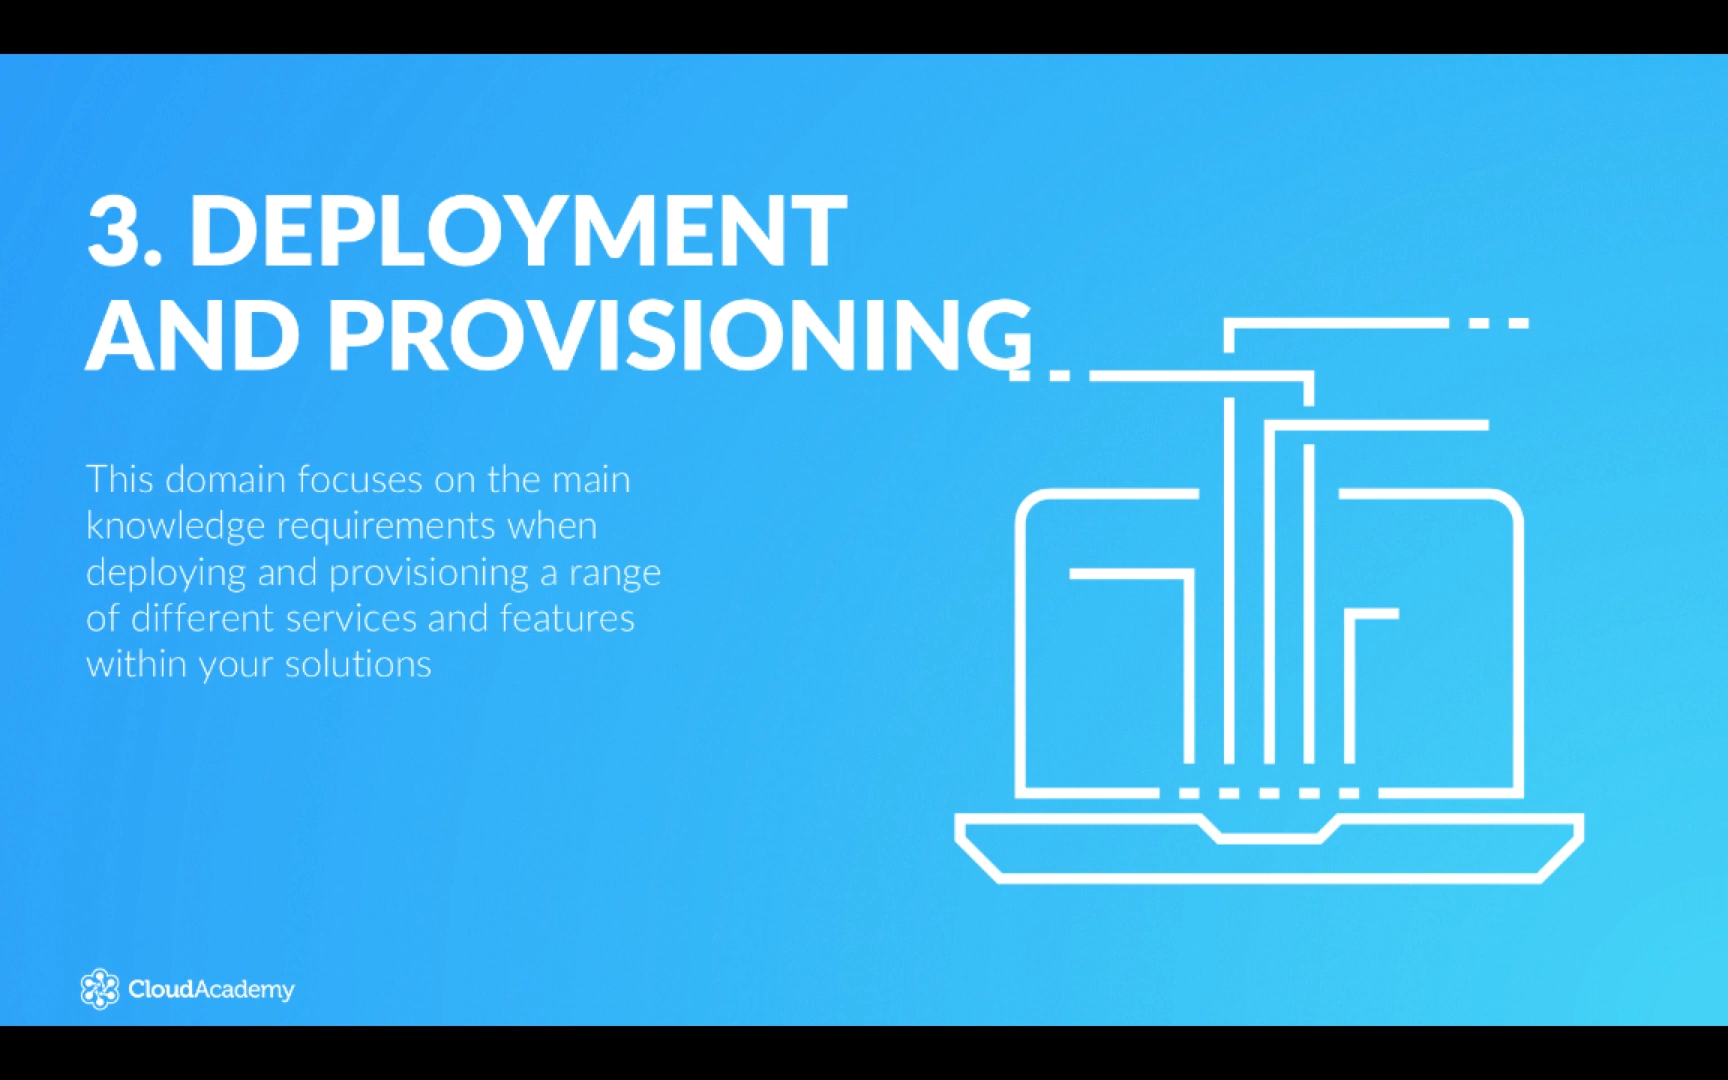 3. DEPLOYMENT
AND PROVISIONING
This domain focuses on the main
knowledge requirements when
deploying and provisioning a range
of different services and features
within your solutions
CloudAcademy